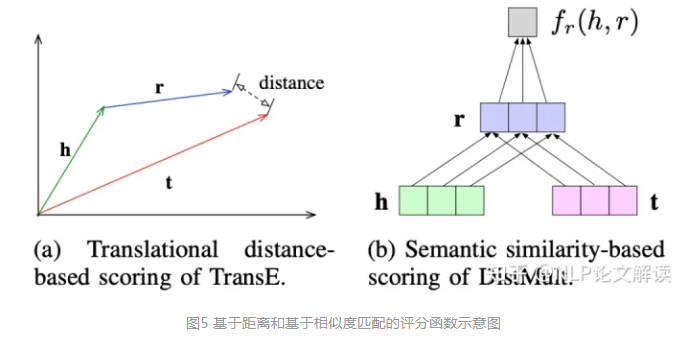 r
distance
h
t
f_r(h, r)
r
h
t
(a) Translational distance-
based scoring of TransE.
(b) Semantic similarity-based
scoring of DistMult.
知乎 @NLP论文解读
图5 基于距离和基于相似度匹配的评分函数示意图